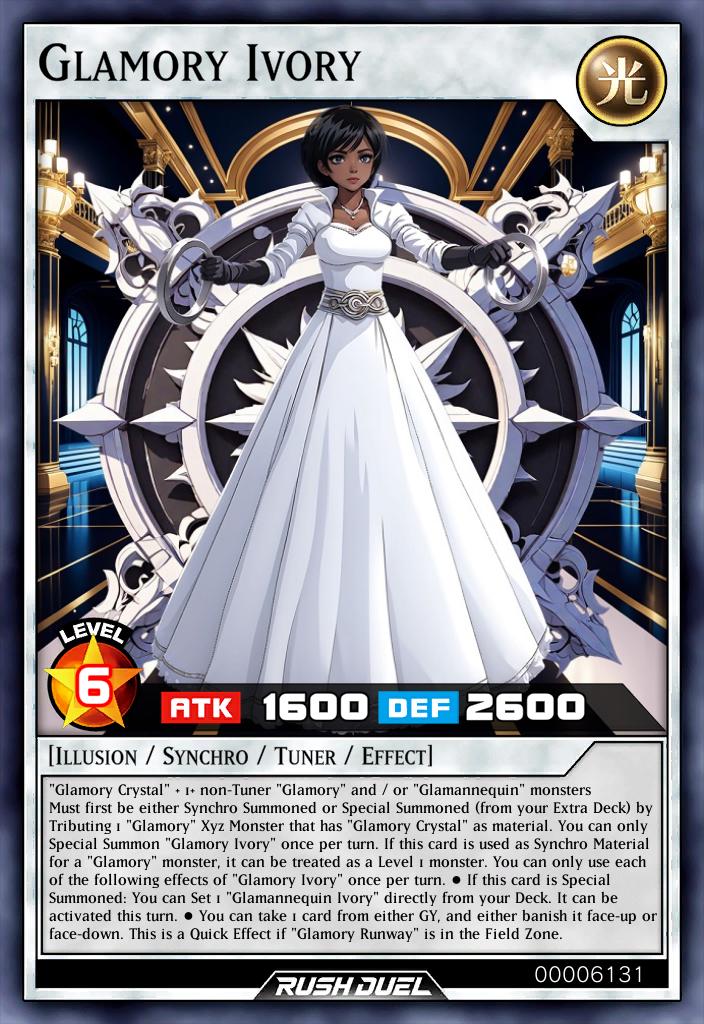 Glamory Ivory
光
LEVEL
6
ATK 1600 DEF 2600
[Illusion / Synchro / Tuner / Effect]
"Glamory Crystal" + 1+ non-Tuner "Glamory" and / or "Glamannequin" monsters
Must first be either Synchro Summoned or Special Summoned (from your Extra Deck) by
Tributing 1 "Glamory" Xyz Monster that has "Glamory Crystal" as material. You can only
Special Summon "Glamory Ivory" once per turn. If this card is used as Synchro Material
for a "Glamory" monster, it can be treated as a Level 1 monster. You can only use each
of the following effects of "Glamory Ivory" once per turn. ● If this card is Special
Summoned: You can Set 1 "Glamannequin Ivory" directly from your Deck. It can be
activated this turn. ● You can take 1 card from either GY, and either banish it face-up or
face-down. This is a Quick Effect if "Glamory Runway" is in the Field Zone.
00006131
RUSH DUEL